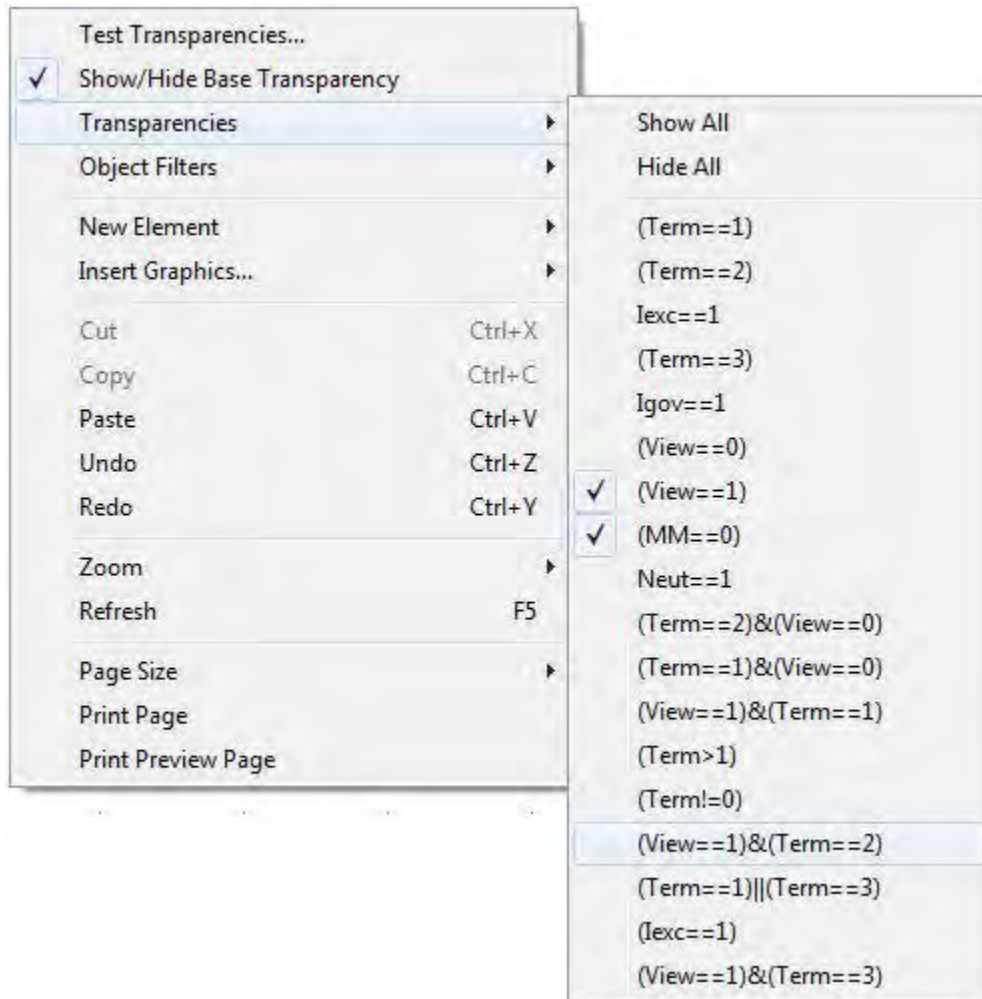 Test Transparencies...
Show/Hide Base Transparency
Transparencies
Object Filters
New Element
Insert Graphics...
Cut Ctrl+X
Copy Ctrl+C
Paste Ctrl+V
Undo Ctrl+Z
Redo Ctrl+Y
Zoom
Refresh F5
Page Size
Print Page
Print Preview Page
Show All
Hide All
(Term==1)
(Term==2)
Iexc==1
(Term==3)
Igov==1
(View==0)
(View==1)
(MM==0)
Neut==1
(Term==2)&(View==0)
(Term==1)&(View==0)
(View==1)&(Term==1)
(Term>1)
(Term!=0)
(View==1)&(Term==2)
(Term==1)||(Term==3)
(Iexc==1)
(View==1)&(Term==3)